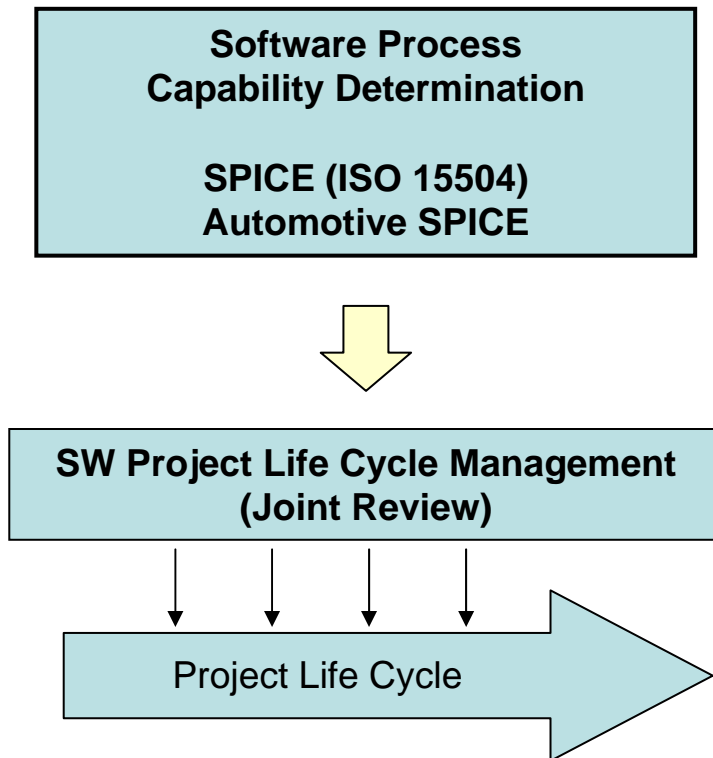 Software Process
Capability Determination
SPICE (ISO 15504)
Automotive SPICE
SW Project Life Cycle Management
(Joint Review)
Project Life Cycle